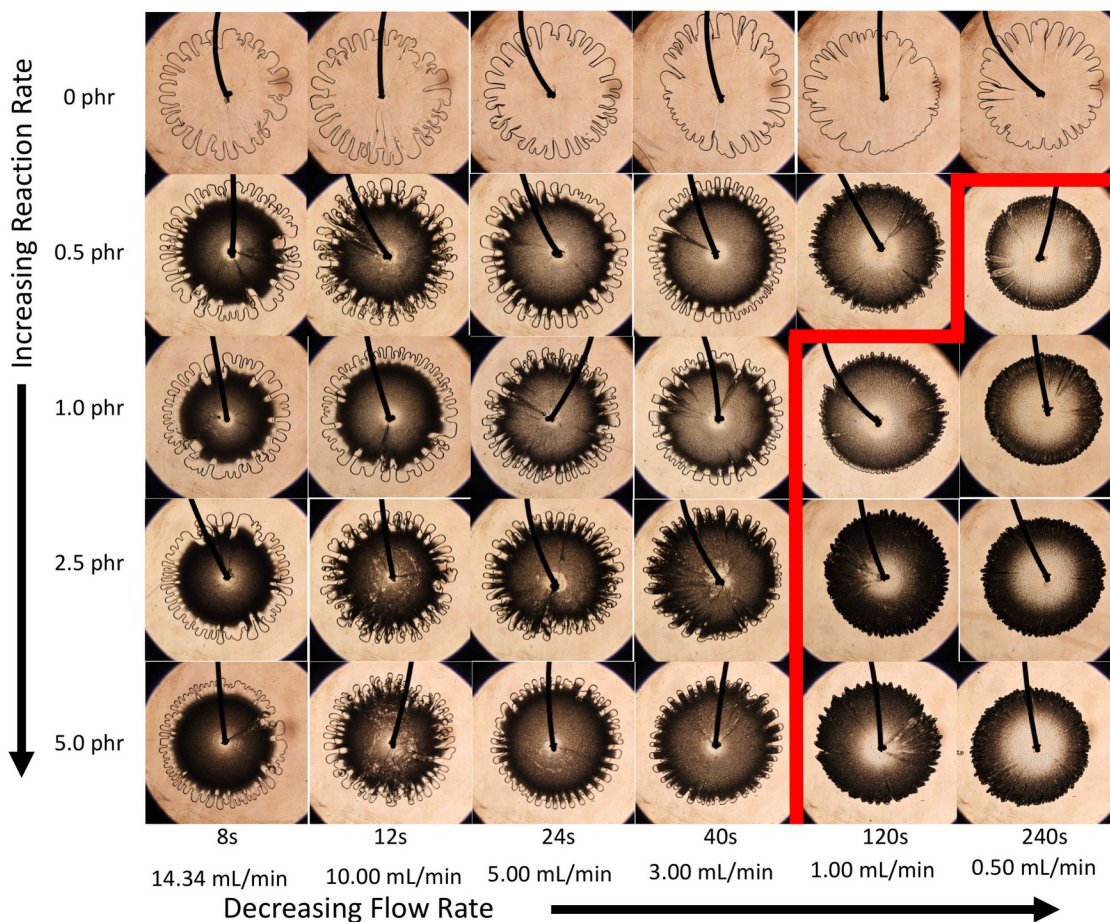 Increasing Reaction Rate
0 phr
0.5 phr
1.0 phr
2.5 phr
5.0 phr
8s 12s 24s 40s 120s 240s
14.34 mL/min 10.00 mL/min 5.00 mL/min 3.00 mL/min 1.00 mL/min 0.50 mL/min
Decreasing Flow Rate